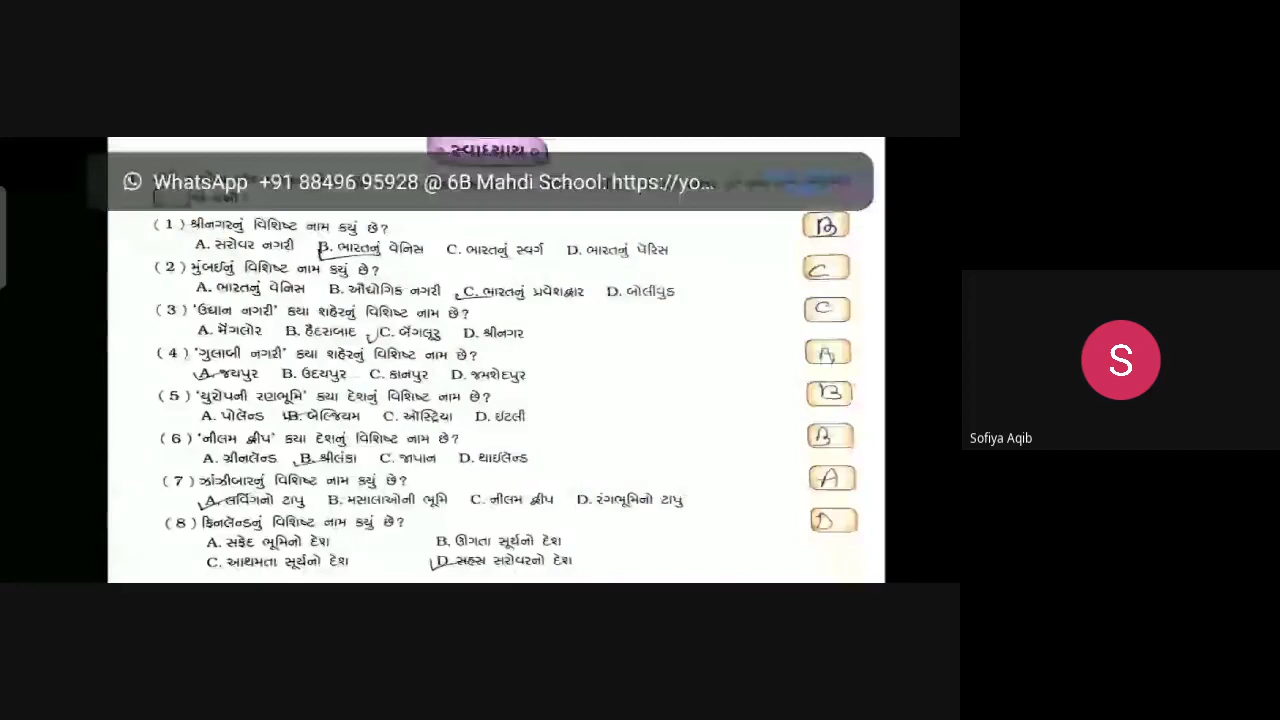 સ્વાધ્યાય
WhatsApp +91 88496 95928 @ 6B Mahdi School: https://yo...
(1) શ્રીનગરનું વિશિષ્ટ નામ કયું છે? B
A. સરોવર નગરી B. ભારતનું વેનિસ C. ભારતનું સ્વર્ગ D. ભારતનું પૅરિસ
(2) મુંબઈનું વિશિષ્ટ નામ કયું છે? C
A. ભારતનું વેનિસ B. ઔદ્યોગિક નગરી C. ભારતનું પ્રવેશદ્વાર D. બોલીવુડ
(3) 'ઉદ્યાન નગરી' કયા શહેરનું વિશિષ્ટ નામ છે? C
A. મૅંગલોર B. હૈદરાબાદ C. બૅંગલૂરુ D. શ્રીનગર
(4) 'ગુલાબી નગરી' કયા શહેરનું વિશિષ્ટ નામ છે? A
A. જયપુર B. ઉદયપુર C. કાનપુર D. જમશેદપુર
(5) 'યુરોપની રણભૂમિ' કયા દેશનું વિશિષ્ટ નામ છે? B
A. પોલૅન્ડ B. બેલ્જિયમ C. ઑસ્ટ્રિયા D. ઇટલી
(6) 'નીલમ દ્વીપ' કયા દેશનું વિશિષ્ટ નામ છે? B
A. ગ્રીનલૅન્ડ B. શ્રીલંકા C. જાપાન D. થાઇલૅન્ડ
(7) ઝાંઝીબારનું વિશિષ્ટ નામ કયું છે? A
A. લવિંગનો ટાપુ B. મસાલાઓની ભૂમિ C. નીલમ દ્વીપ D. રંગભૂમિનો ટાપુ
(8) ફિનલૅન્ડનું વિશિષ્ટ નામ કયું છે? D
A. સફેદ ભૂમિનો દેશ B. ઊગતા સૂર્યનો દેશ
C. આથમતા સૂર્યનો દેશ D. સહસ્ર સરોવરનો દેશ
S
Sofiya Aqib